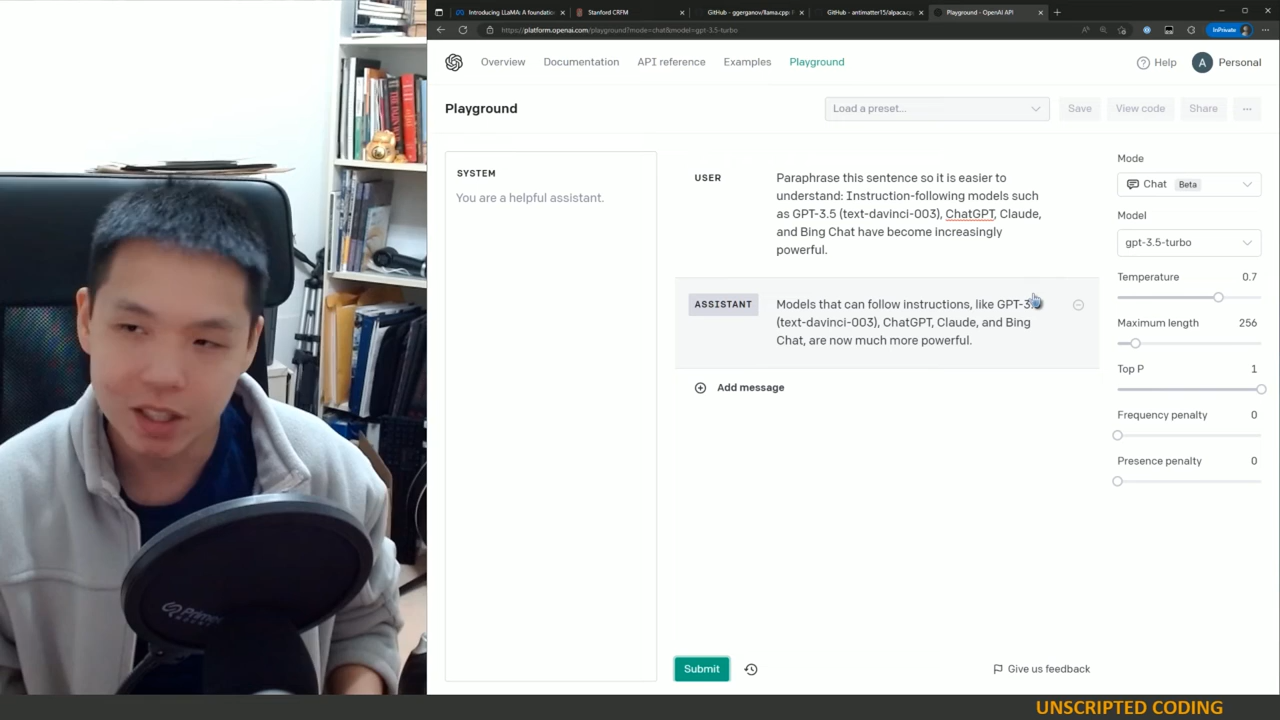 Introducing LLaMA: A foundatio
Stanford CRFM
GitHub - ggerganov/llama.cpp: P
GitHub - antimatter15/alpaca.cp
Playground - OpenAI API
https://platform.openai.com/playground?mode=chat&model=gpt-3.5-turbo
InPrivate
Overview
Documentation
API reference
Examples
Playground
Help
A
Personal
Playground
Load a preset...
Save
View code
Share
SYSTEM
You are a helpful assistant.
USER
Paraphrase this sentence so it is easier to
understand: Instruction-following models such
as GPT-3.5 (text-davinci-003), ChatGPT, Claude,
and Bing Chat have become increasingly
powerful.
ASSISTANT
Models that can follow instructions, like GPT-3.5
(text-davinci-003), ChatGPT, Claude, and Bing
Chat, are now much more powerful.
Add message
Submit
Give us feedback
Mode
Chat Beta
Model
gpt-3.5-turbo
Temperature 0.7
Maximum length 256
Top P 1
Frequency penalty 0
Presence penalty 0
UNSCRIPTED CODING